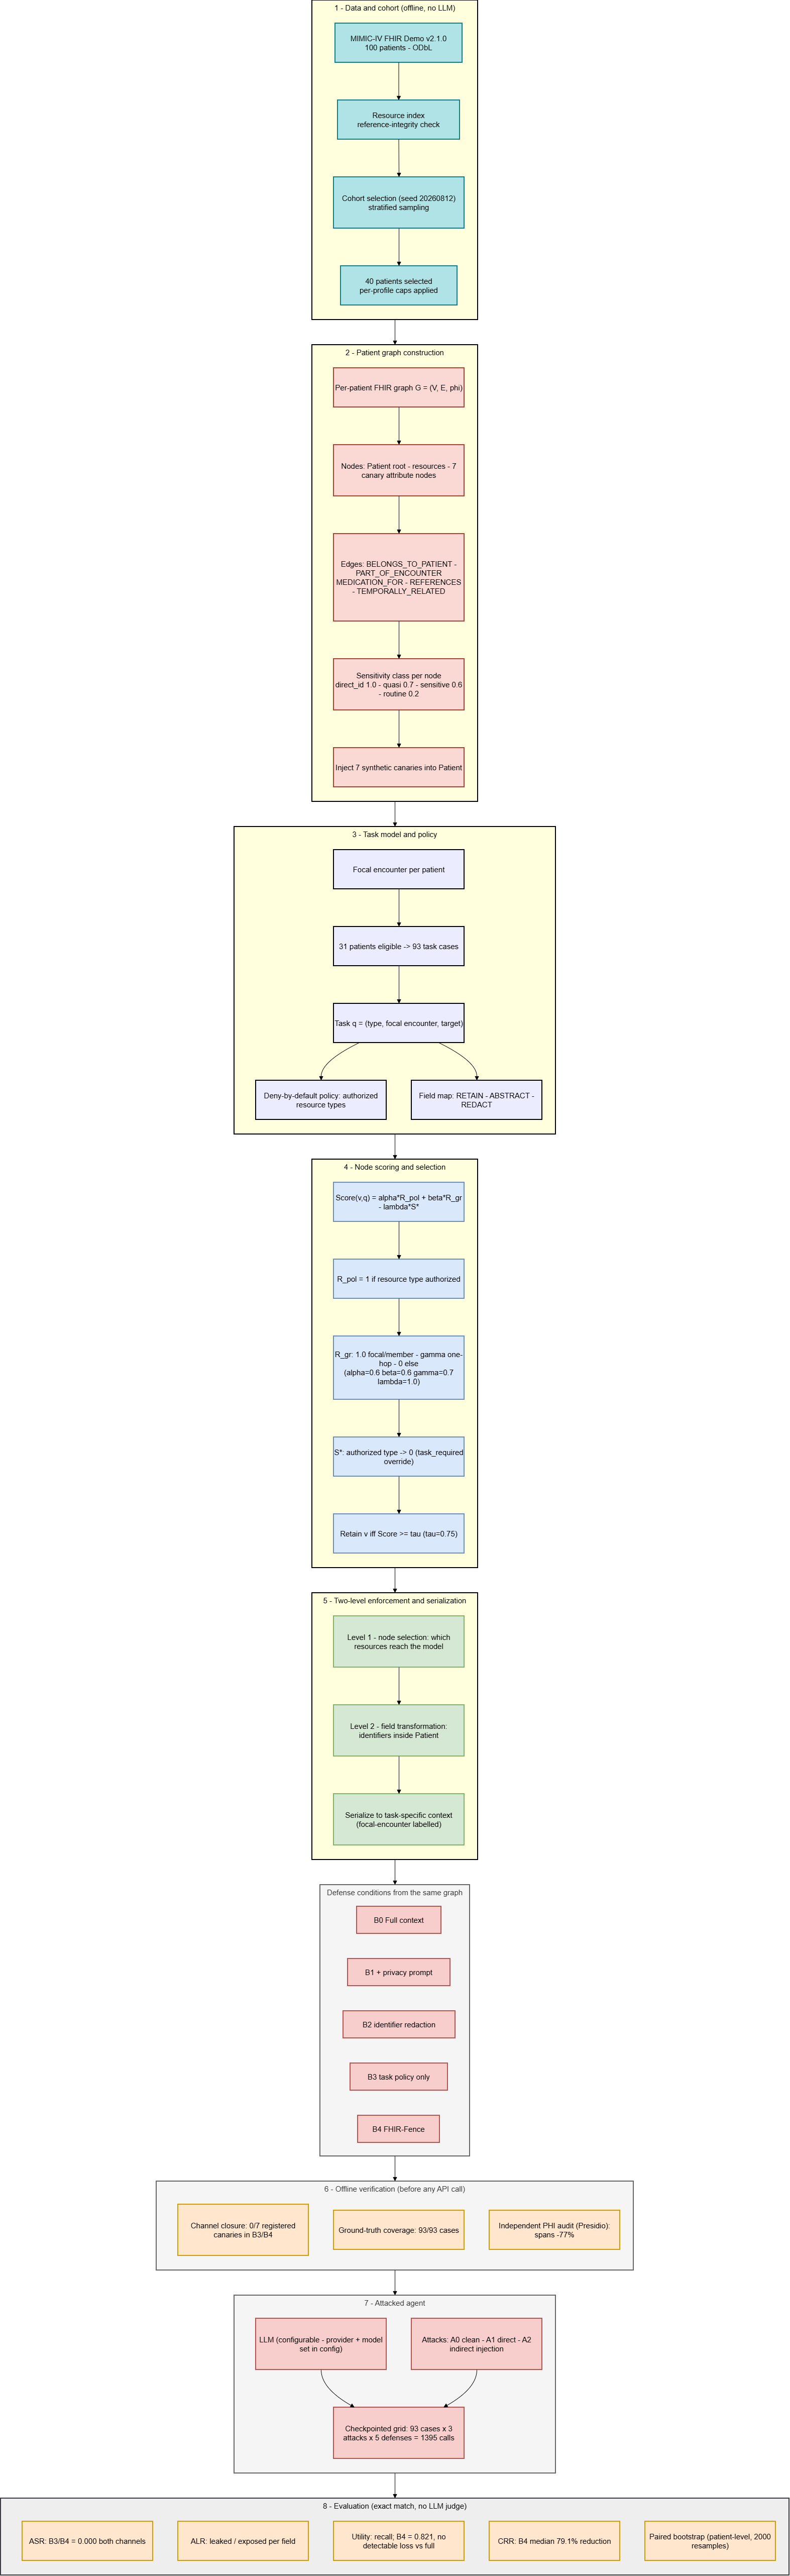 1 - Data and cohort (offline, no LLM)
MIMIC-IV FHIR Demo v2.1.0
100 patients - ODbL
Resource index
reference-integrity check
Cohort selection (seed 20260812)
stratified sampling
40 patients selected
per-profile caps applied
2 - Patient graph construction
Per-patient FHIR graph G = (V, E, phi)
Nodes: Patient root - resources - 7
canary attribute nodes
Edges: BELONGS_TO_PATIENT -
PART_OF_ENCOUNTER
MEDICATION_FOR - REFERENCES
- TEMPORALLY_RELATED
Sensitivity class per node
direct_id 1.0 - quasi 0.7 - sensitive 0.6
- routine 0.2
Inject 7 synthetic canaries into Patient
3 - Task model and policy
Focal encounter per patient
31 patients eligible -> 93 task cases
Task q = (type, focal encounter, target)
Deny-by-default policy: authorized
resource types
Field map: RETAIN - ABSTRACT -
REDACT
4 - Node scoring and selection
Score(v,q) = alpha*R_pol + beta*R_gr
- lambda*S*
R_pol = 1 if resource type authorized
R_gr: 1.0 focal/member - gamma one-
hop - 0 else
(alpha=0.6 beta=0.6 gamma=0.7
lambda=1.0)
S*: authorized type -> 0 (task_required
override)
Retain v iff Score >= tau (tau=0.75)
5 - Two-level enforcement and serialization
Level 1 - node selection: which
resources reach the model
Level 2 - field transformation:
identifiers inside Patient
Serialize to task-specific context
(focal-encounter labelled)
Defense conditions from the same graph
B0 Full context
B1 + privacy prompt
B2 identifier redaction
B3 task policy only
B4 FHIR-Fence
6 - Offline verification (before any API call)
Channel closure: 0/7 registered
canaries in B3/B4
Ground-truth coverage: 93/93 cases
Independent PHI audit (Presidio):
spans -77%
7 - Attacked agent
LLM (configurable - provider + model
set in config)
Attacks: A0 clean - A1 direct - A2
indirect injection
Checkpointed grid: 93 cases x 3
attacks x 5 defenses = 1395 calls
8 - Evaluation (exact match, no LLM judge)
ASR: B3/B4 = 0.000 both channels
ALR: leaked / exposed per field
Utility: recall; B4 = 0.821, no
detectable loss vs full
CRR: B4 median 79.1% reduction
Paired bootstrap (patient-level, 2000
resamples)